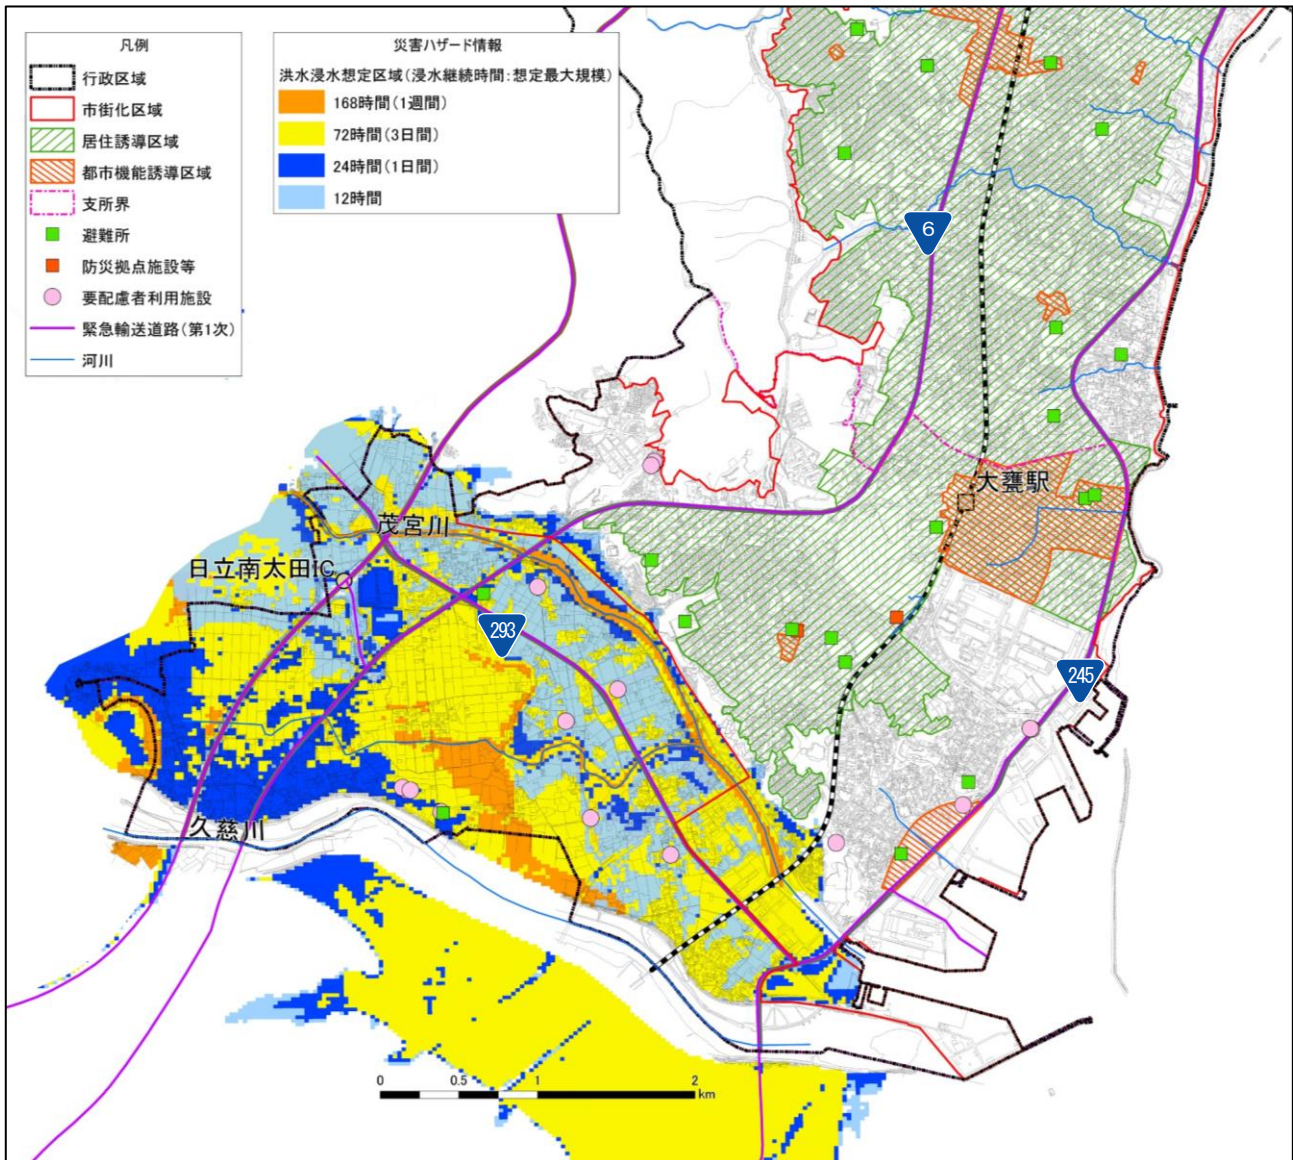 凡例
行政区域
市街化区域
居住誘導区域
都市機能誘導区域
支所界
避難所
防災拠点施設等
要配慮者利用施設
緊急輸送道路(第1次)
河川
災害ハザード情報
洪水浸水想定区域(浸水継続時間:想定最大規模)
168時間(1週間)
72時間(3日間)
24時間(1日間)
12時間
6
大甕駅
茂宮川
日立南太田IC
293
245
久慈川
0 0.5 1 2
km